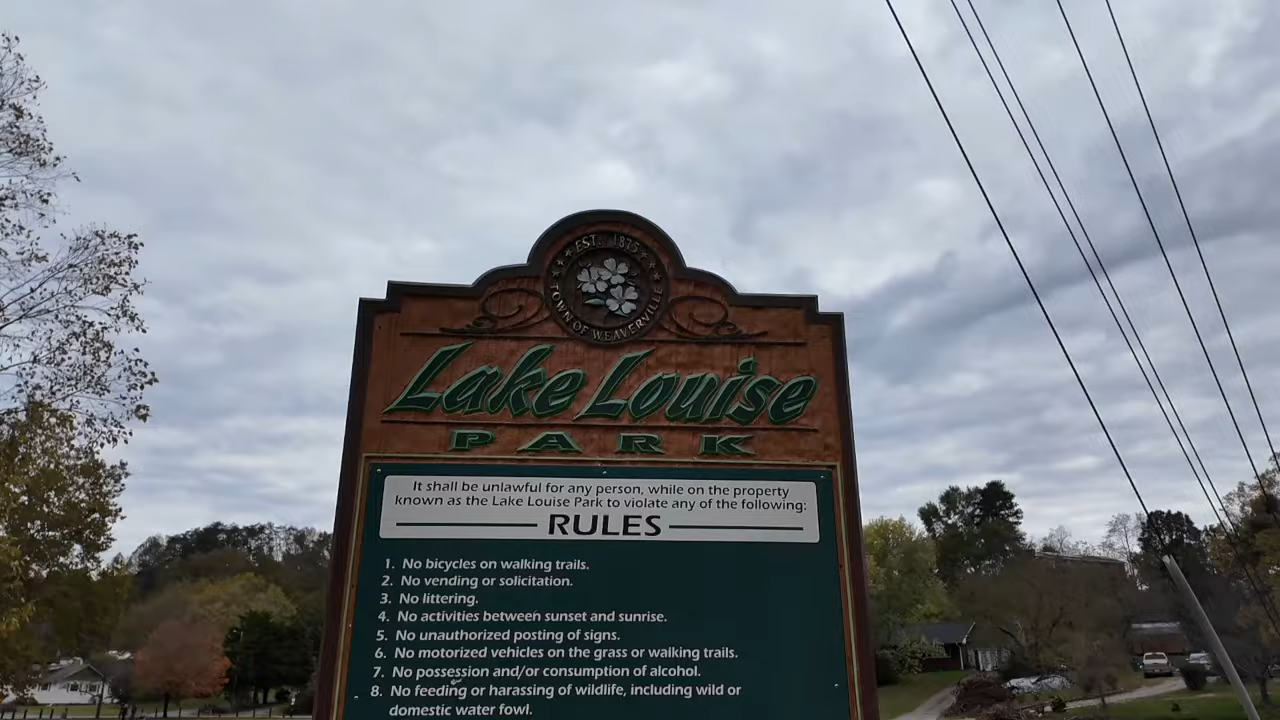 EST. 1875
TOWN OF WEAVERVILLE
Lake Louise
PARK
It shall be unlawful for any person, while on the property
known as the Lake Louise Park to violate any of the following:
RULES
1. No bicycles on walking trails.
2. No vending or solicitation.
3. No littering.
4. No activities between sunset and sunrise.
5. No unauthorized posting of signs.
6. No motorized vehicles on the grass or walking trails.
7. No possession and/or consumption of alcohol.
8. No feeding or harassing of wildlife, including wild or
domestic water fowl.